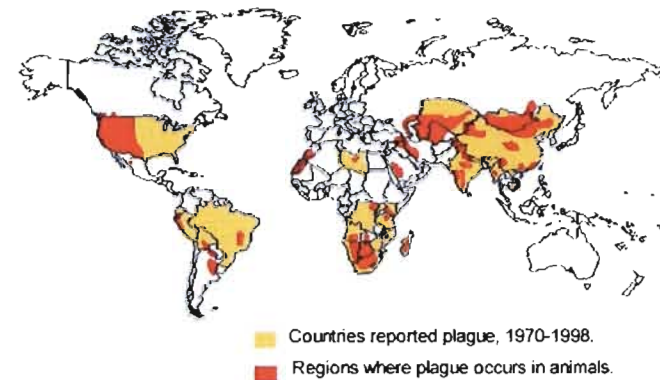 Countries reported plague, 1970-1998.
Regions where plague occurs in animals.